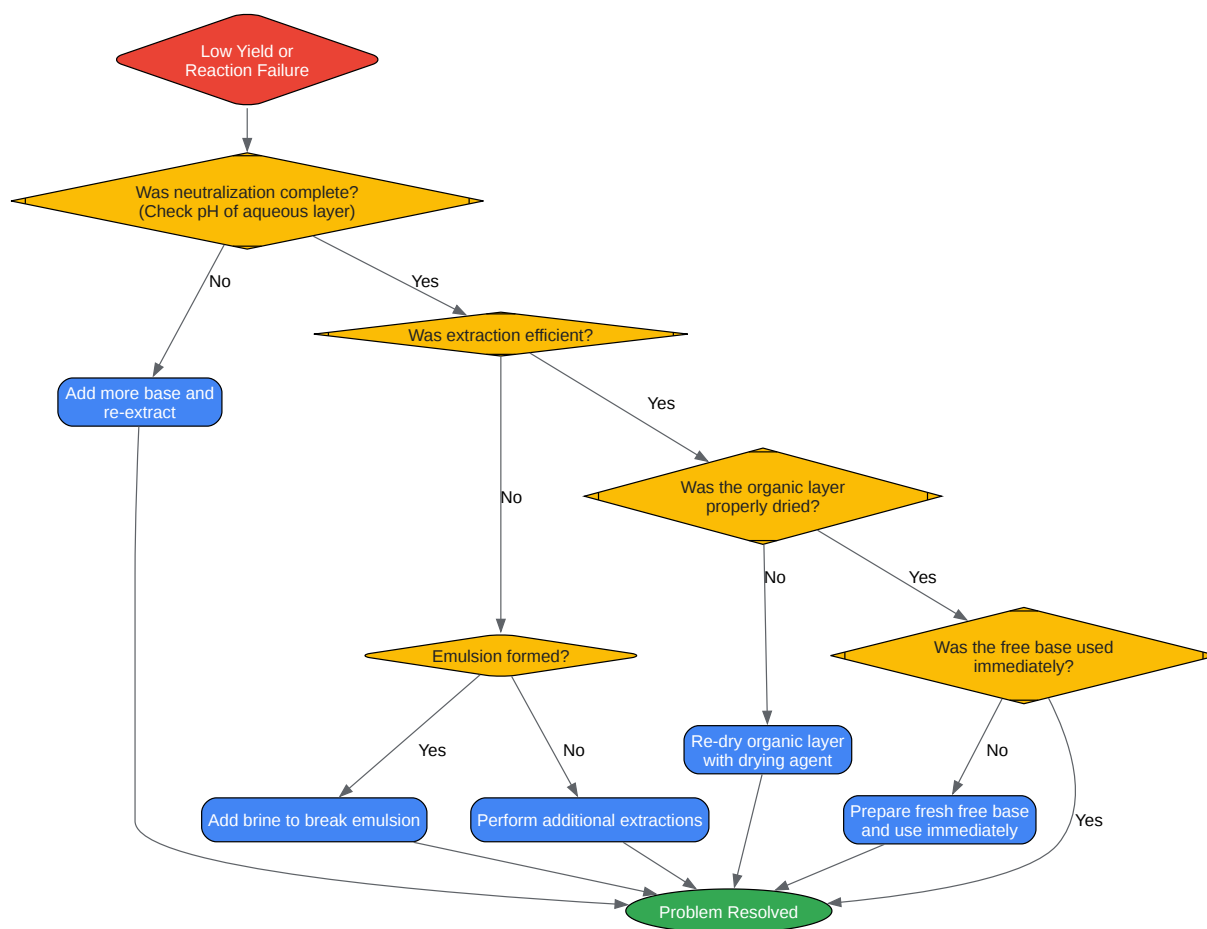 Low Yield or
Reaction Failure
Was neutralization complete?
(Check pH of aqueous layer)
No
Yes
Was extraction efficient?
Add more base and
re-extract
Yes
No
Was the organic layer
properly dried?
No
Yes
Emulsion formed?
Was the free base used
immediately?
Yes
No
Re-dry organic layer
with drying agent
No
Add brine to break emulsion
Perform additional extractions
Prepare fresh free base
and use immediately
Yes
Problem Resolved